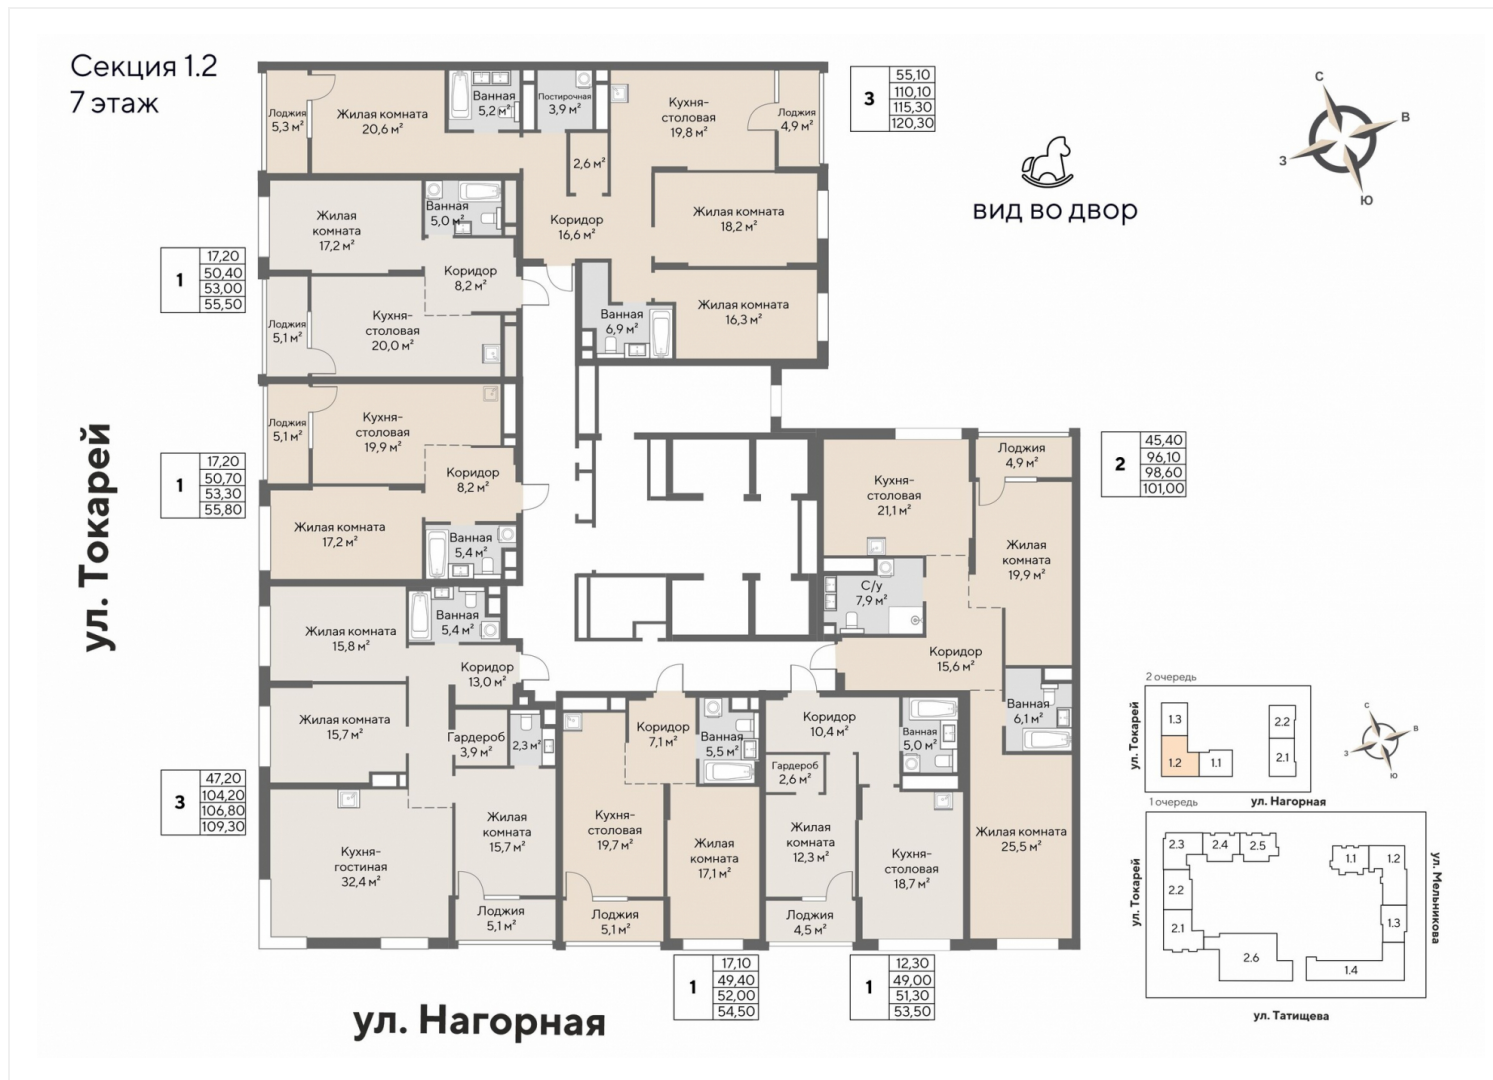 Секция 1.2
7 этаж
Лоджия
5,3 м²
Жилая комната
20,6 м²
Ванная
5,2 м²
Постирочная
3,9 м²
2,6 м²
Кухня-
столовая
19,8 м²
Лоджия
4,9 м²
Коридор
16,6 м²
Жилая комната
18,2 м²
Жилая комната
16,3 м²
Ванная
6,9 м²
3
55,10
110,10
115,30
120,30
вид во двор
С
В
З
Ю
1
17,20
50,40
53,00
55,50
Жилая
комната
17,2 м²
Ванная
5,0 м²
Коридор
8,2 м²
Лоджия
5,1 м²
Кухня-
столовая
20,0 м²
ул. Токарей
1
17,20
50,70
53,30
55,80
Лоджия
5,1 м²
Кухня-
столовая
19,9 м²
Коридор
8,2 м²
Жилая комната
17,2 м²
Ванная
5,4 м²
3
47,20
104,20
106,80
109,30
Жилая комната
15,8 м²
Ванная
5,4 м²
Коридор
13,0 м²
Жилая комната
15,7 м²
Гардероб
3,9 м²
2,3 м²
Кухня-
гостиная
32,4 м²
Жилая
комната
15,7 м²
Лоджия
5,1 м²
Коридор
7,1 м²
Ванная
5,5 м²
Кухня-
столовая
19,7 м²
Жилая
комната
17,1 м²
Лоджия
5,1 м²
1
17,10
49,40
52,00
54,50
Коридор
10,4 м²
Ванная
5,0 м²
Гардероб
2,6 м²
Жилая
комната
12,3 м²
Кухня-
столовая
18,7 м²
Лоджия
4,5 м²
1
12,30
49,00
51,30
53,50
2
45,40
96,10
98,60
101,00
Кухня-
столовая
21,1 м²
Лоджия
4,9 м²
Жилая
комната
19,9 м²
С/у
7,9 м²
Коридор
15,6 м²
Ванная
6,1 м²
Жилая комната
25,5 м²
ул. Нагорная
2 очередь
ул. Токарей
1.3
1.2
1.1
2.2
2.1
ул. Нагорная
С
В
З
Ю
1 очередь
ул. Токарей
2.3
2.4
2.5
2.2
2.1
2.6
1.1
1.2
1.3
1.4
ул. Мельникова
ул. Татищева